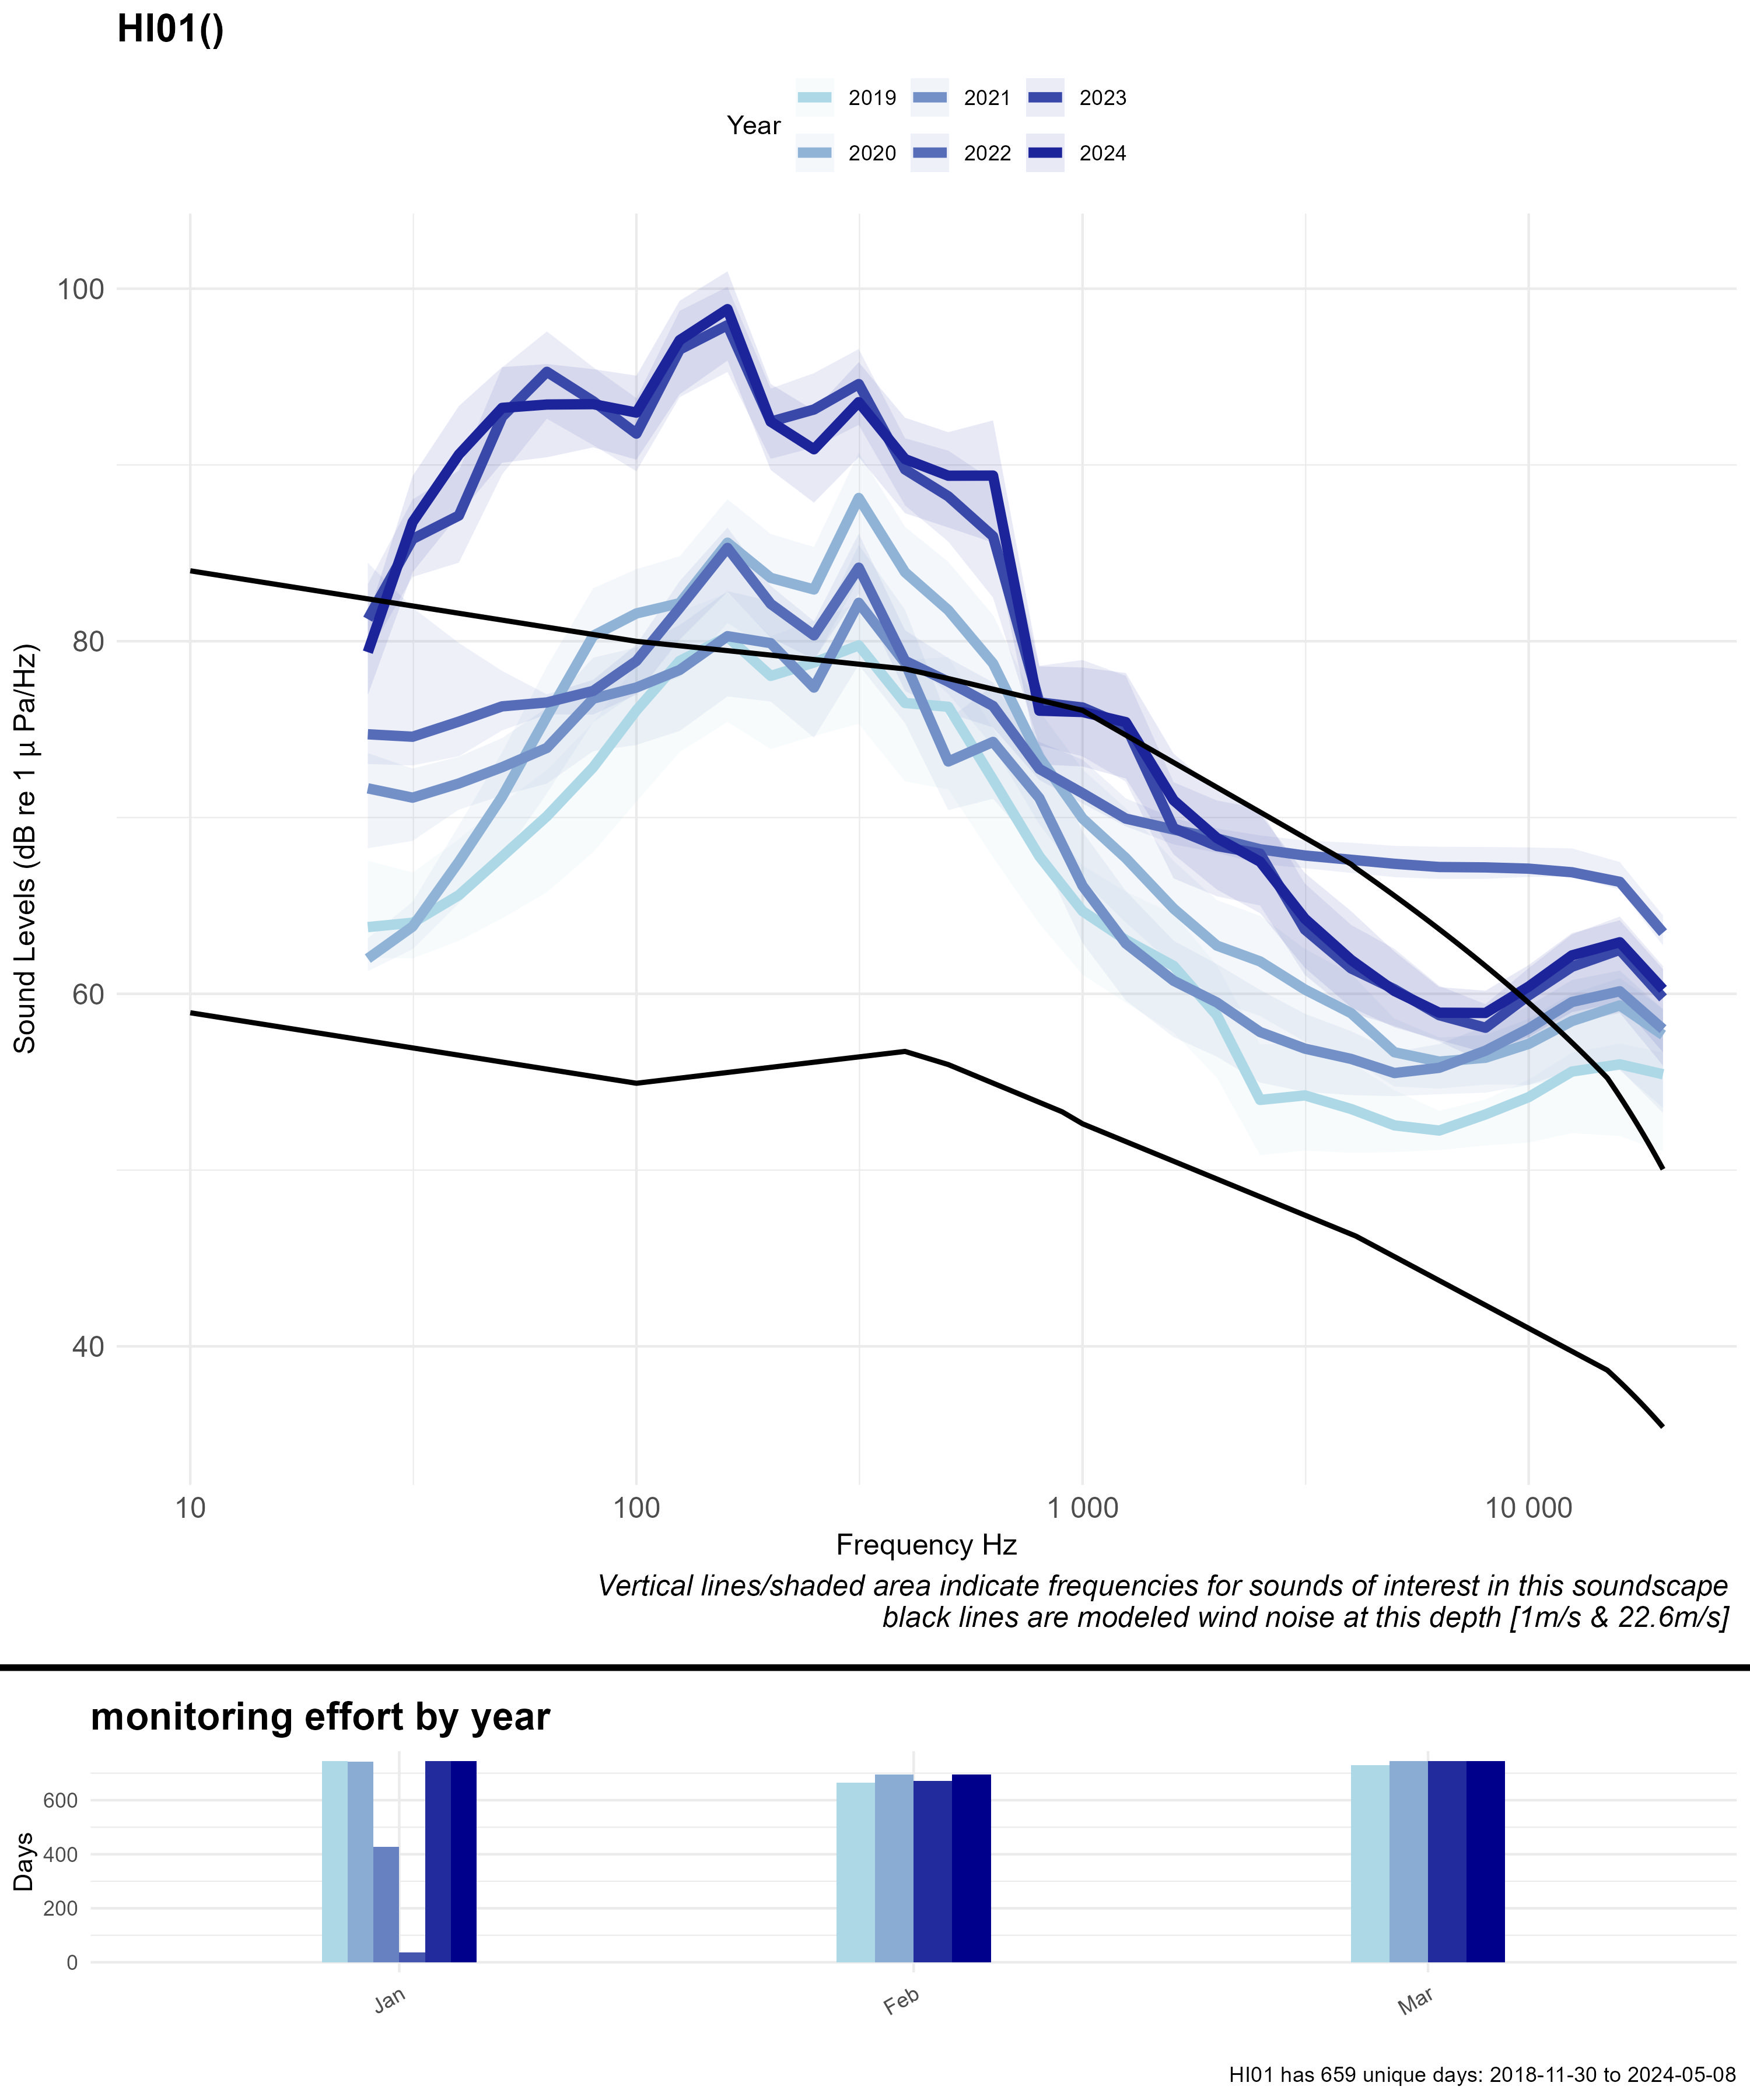 HI01()
Year
2019
2021
2023
2020
2022
2024
Sound Levels (dB re 1 µ Pa/Hz)
100
80
60
40
10
100
1 000
10 000
Frequency Hz
Vertical lines/shaded area indicate frequencies for sounds of interest in this soundscape
black lines are modeled wind noise at this depth [1m/s & 22.6m/s]
monitoring effort by year
Days
600
400
200
0
Jan
Feb
Mar
HI01 has 659 unique days: 2018-11-30 to 2024-05-08